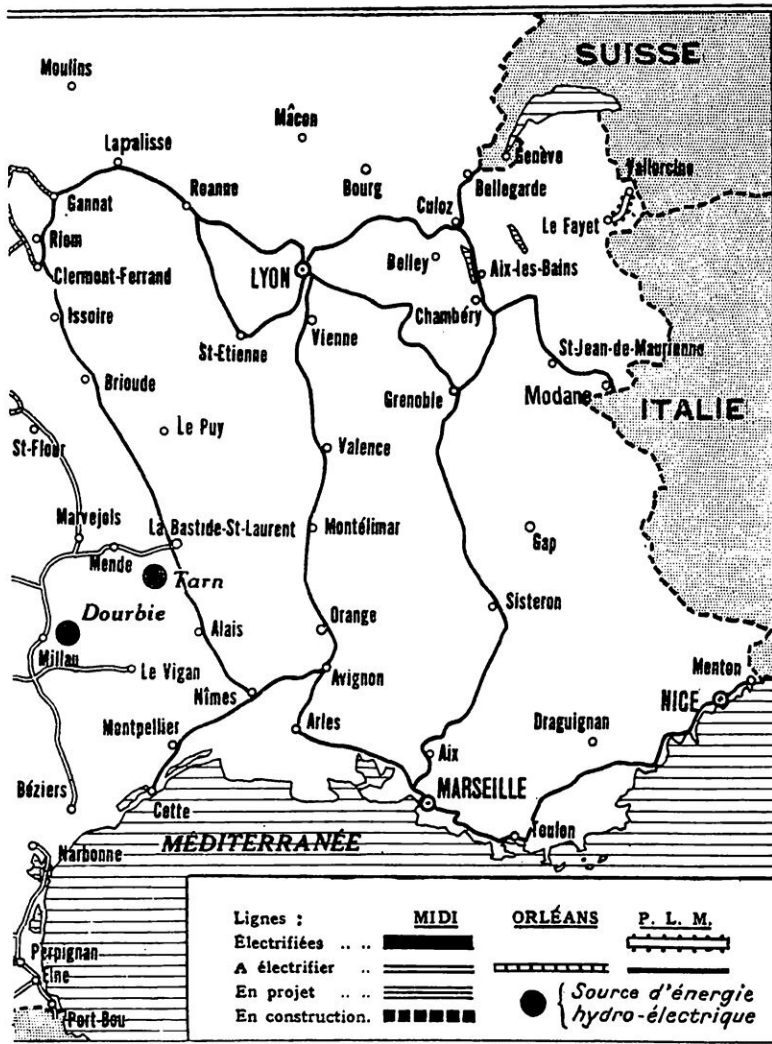 SUISSE
Moulins
Mâcon
Lapalisse
Genève
Vallorcine
Roanne
Bourg
Bellegarde
Gannat
Culoz
Le Fayet
Riom
Belley
Clermont-Ferrand
LYON
Aix-les-Bains
Issoire
Vienne
Chambéry
St-Etienne
St-Jean-de-Maurienne
Brioude
Grenoble
Modane
ITALIE
Le Puy
St-Flour
Valence
Marvejols
La Bastide-St-Laurent
Montélimar
Mende
Gap
Tarn
Dourbie
Sisteron
Orange
Alais
Millau
Le Vigan
Avignon
Menton
Nîmes
NICE
Montpellier
Arles
Draguignan
Aix
Béziers
MARSEILLE
Cette
Toulon
MÉDITERRANÉE
Narbonne
Perpignan
Elne
Port-Bou
Lignes : MIDI ORLÉANS P. L. M.
Électrifiées .. ..
A électrifier ..
En projet .. ..
En construction.
Source d'énergie
hydro-électrique